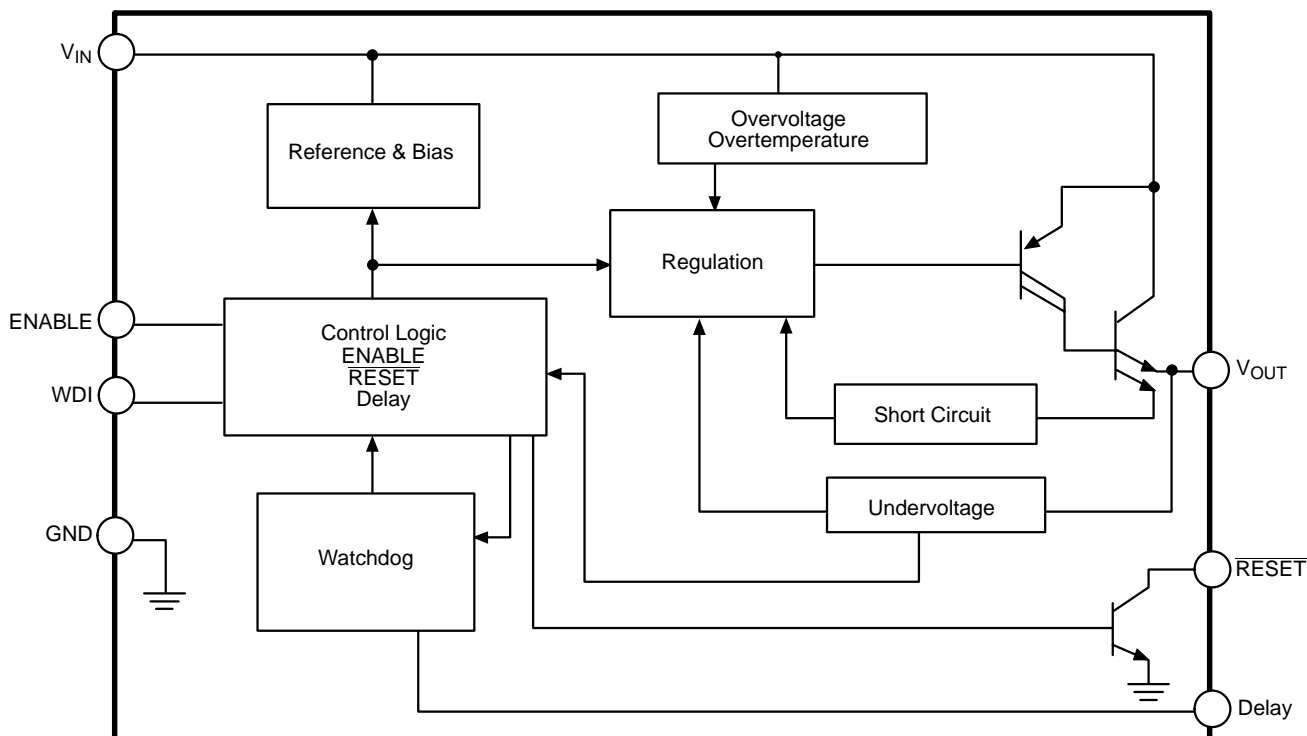 VIN
Overvoltage
Overtemperature
Reference & Bias
Regulation
ENABLE
Control Logic
ENABLE
RESET
Delay
WDI
VOUT
Short Circuit
Undervoltage
GND
Watchdog
RESET
Delay